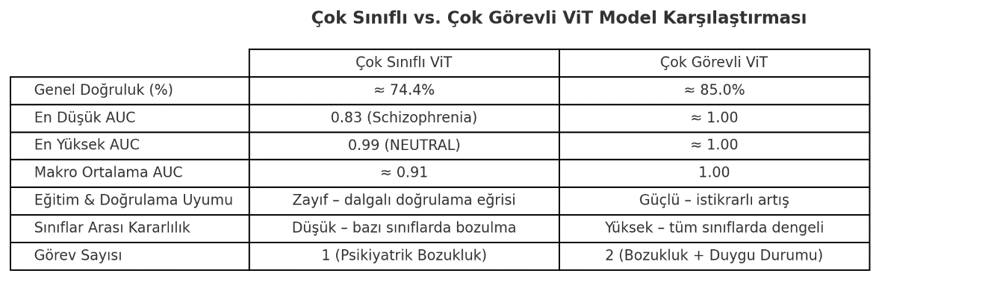 Çok Sınıflı vs. Çok Görevli ViT Model Karşılaştırması
Çok Sınıflı ViT Çok Görevli ViT
Genel Doğruluk (%) ≈ 74.4% ≈ 85.0%
En Düşük AUC 0.83 (Schizophrenia) ≈ 1.00
En Yüksek AUC 0.99 (NEUTRAL) ≈ 1.00
Makro Ortalama AUC ≈ 0.91 1.00
Eğitim & Doğrulama Uyumu Zayıf – dalgalı doğrulama eğrisi Güçlü – istikrarlı artış
Sınıflar Arası Kararlılık Düşük – bazı sınıflarda bozulma Yüksek – tüm sınıflarda dengeli
Görev Sayısı 1 (Psikiyatrik Bozukluk) 2 (Bozukluk + Duygu Durumu)